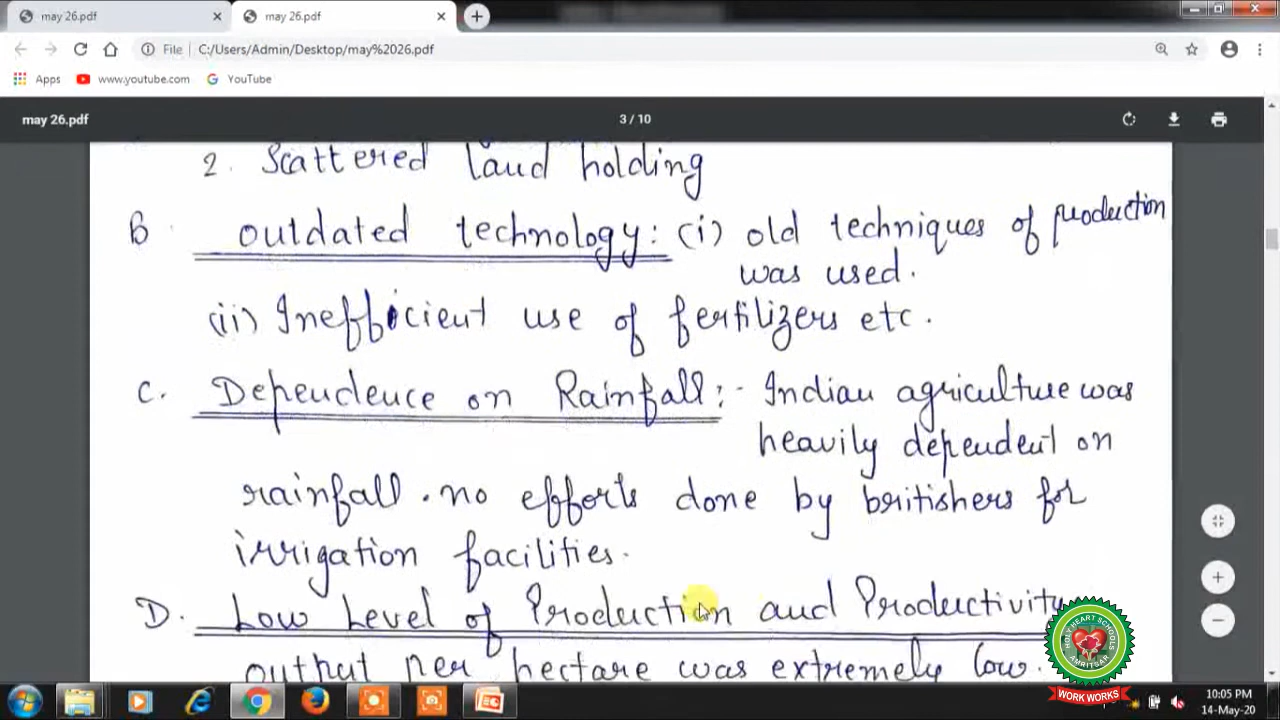 may 26.pdf
may 26.pdf
File
C:/Users/Admin/Desktop/may%2026.pdf
Apps
www.youtube.com
YouTube
may 26.pdf
3 / 10
2. Scattered land holding
B. outdated technology: (i) old techniques of production
was used.
(ii) Inefficient use of fertilizers etc.
C. Dependence on Rainfall:- Indian agriculture was
heavily dependent on
rainfall. no efforts done by britishers for
irrigation facilities.
D. Low Level of Production and Productivity
output per hectare was extremely low.
HOLY HEART SCHOOLS
AMRITSAR
WORK WORKS
10:05 PM
14-May-20